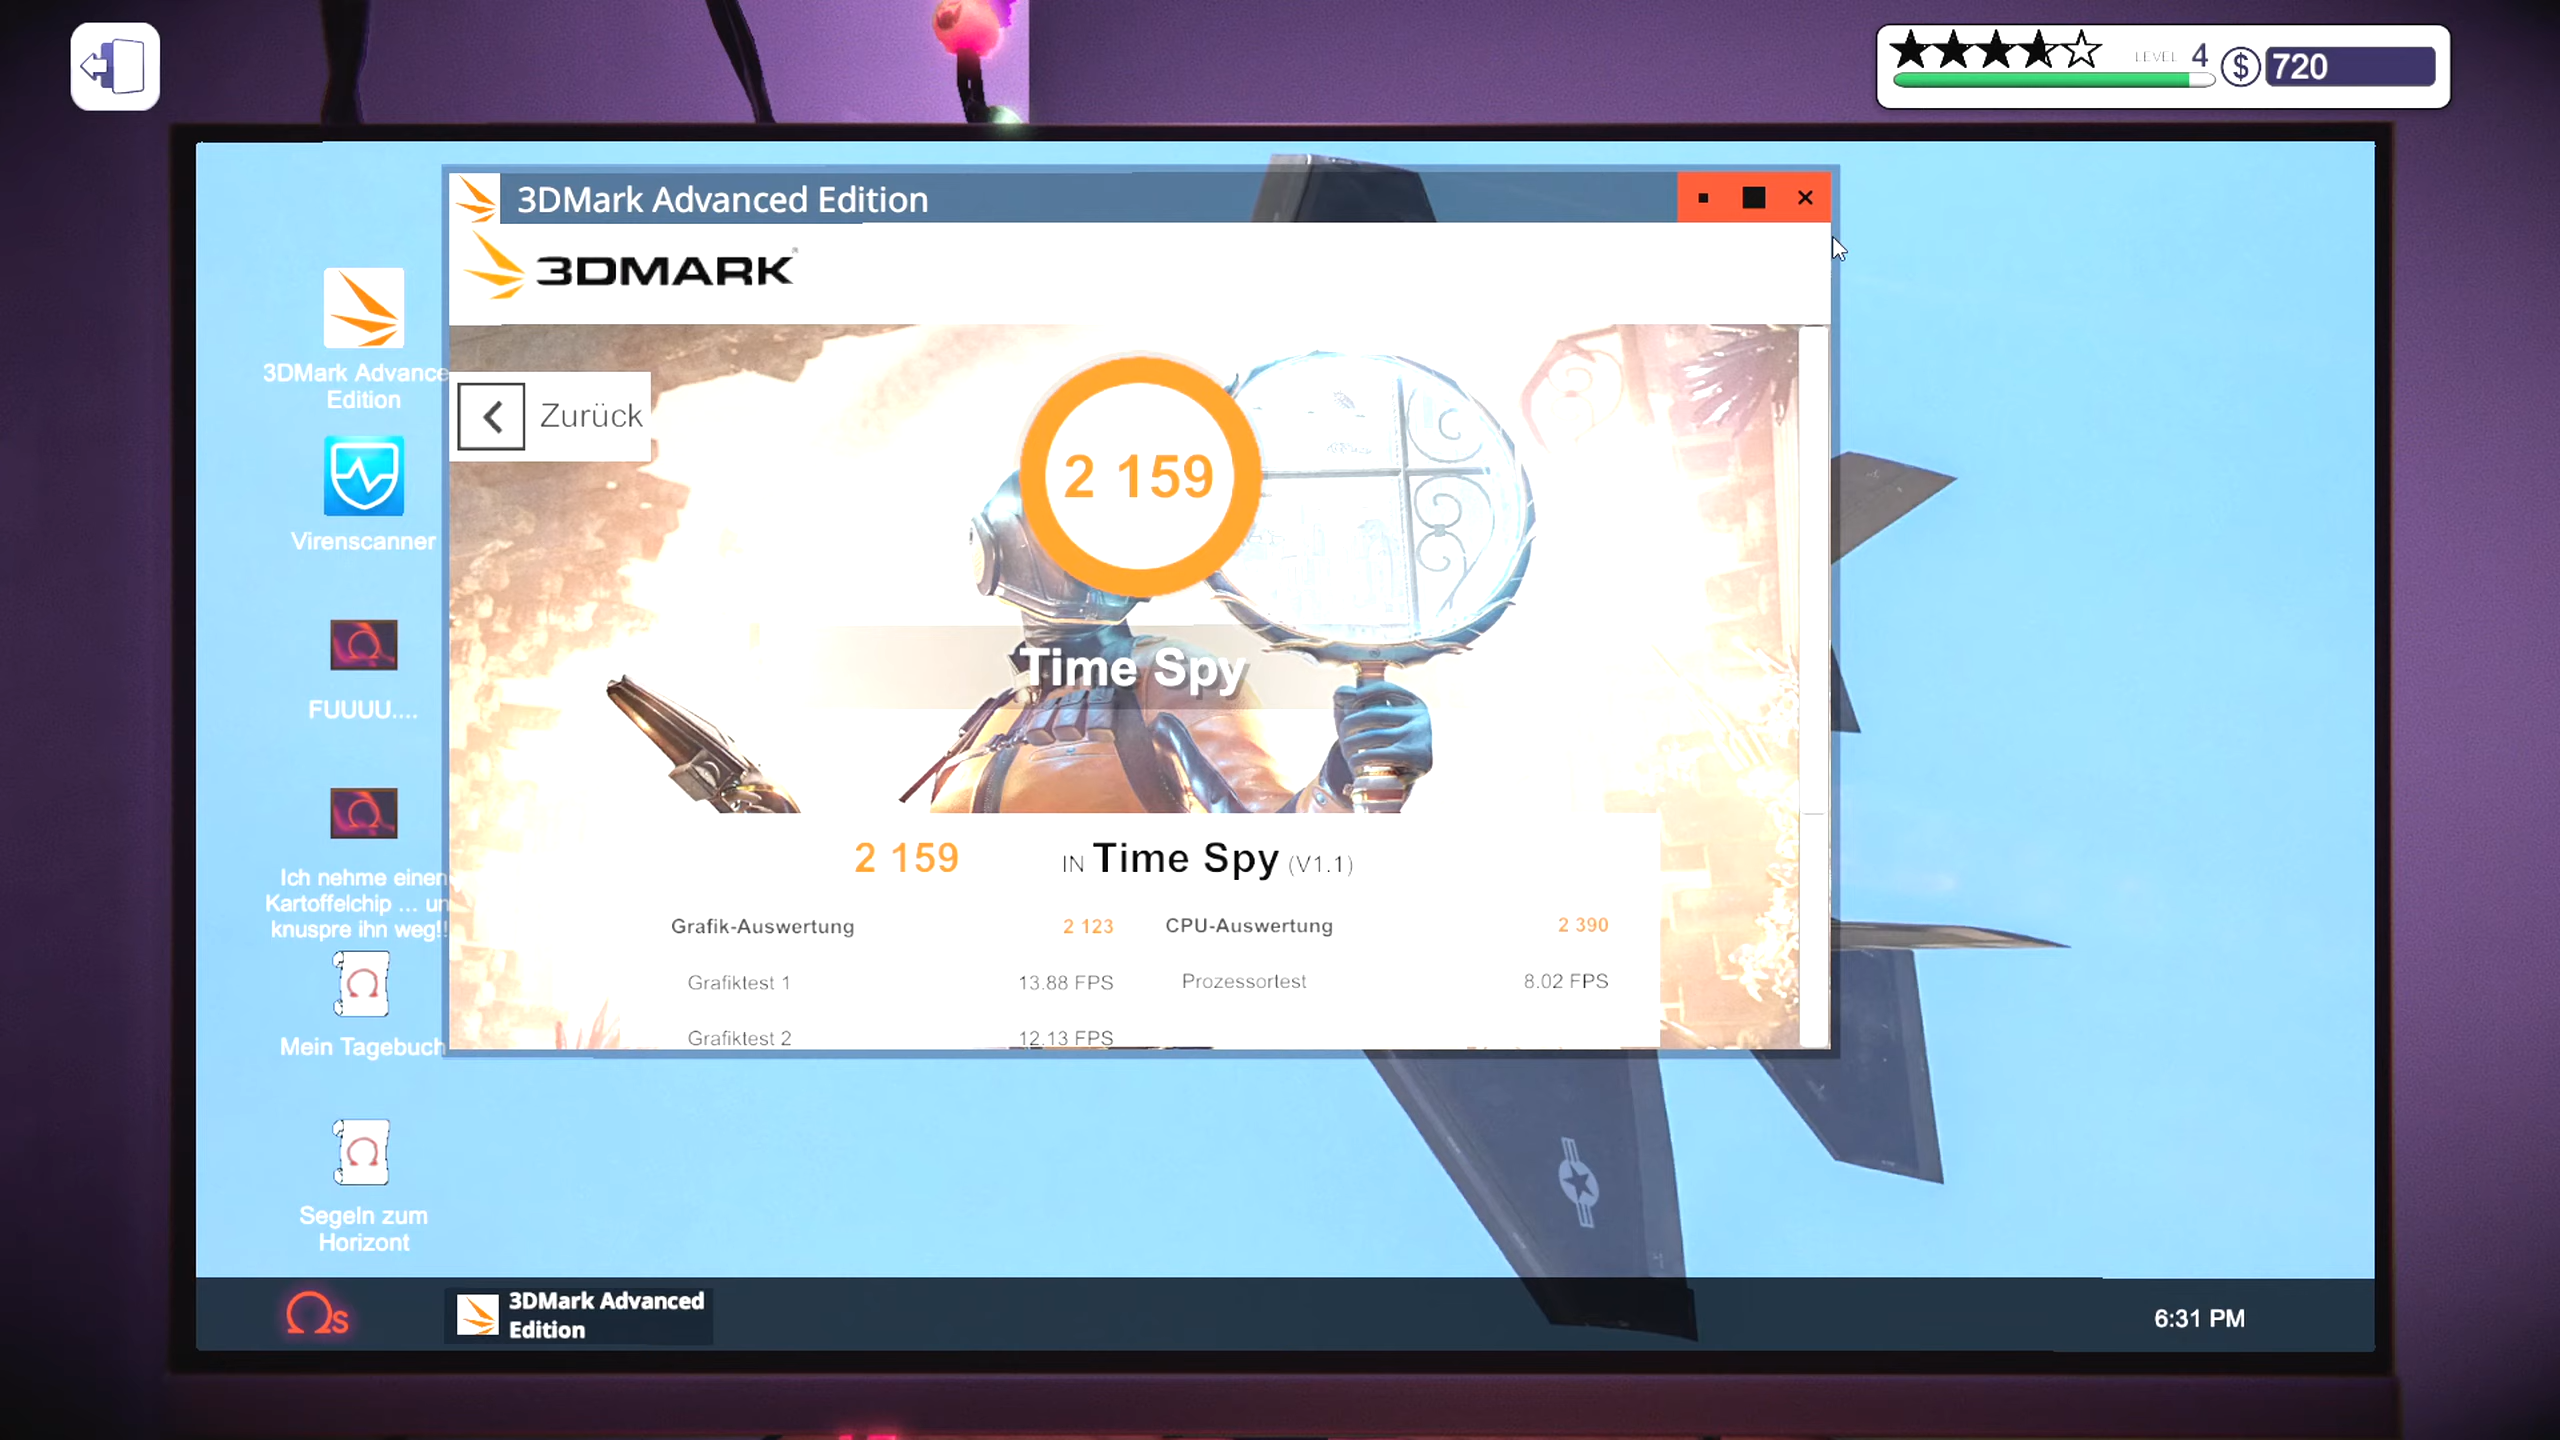 LEVEL 4
$ 720
3DMark Advanced Edition
3DMARK
3DMark Advance
Edition
Zurück
2 159
Virenscanner
Time Spy
FUUUU....
2 159 IN Time Spy (V1.1)
Ich nehme einen
Kartoffelchip ... un
knuspre ihn weg!!
Grafik-Auswertung 2 123 CPU-Auswertung 2 390
Grafiktest 1 13.88 FPS Prozessortest 8.02 FPS
Grafiktest 2 12.13 FPS
Mein Tagebuch
Segeln zum
Horizont
Ωs
3DMark Advanced
Edition
6:31 PM